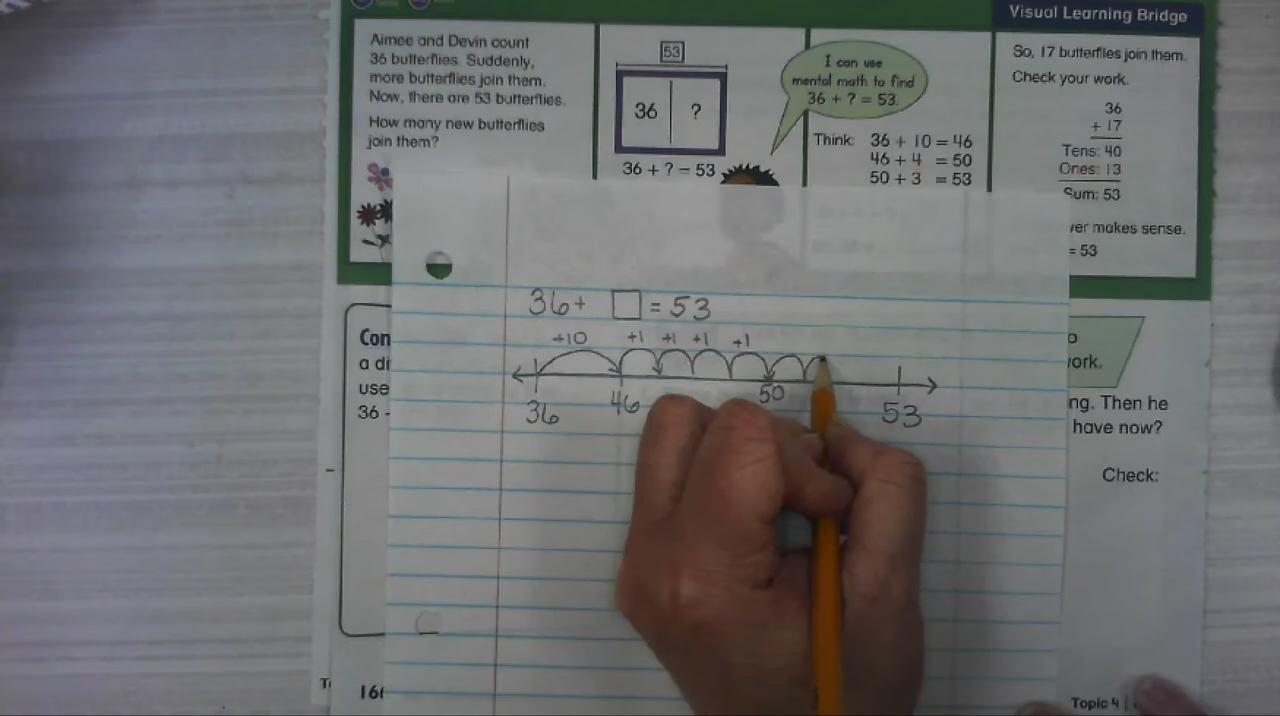 Visual Learning Bridge
Aimee and Devin count
36 butterflies. Suddenly,
more butterflies join them.
Now, there are 53 butterflies.
How many new butterflies
join them?
53
36 ?
36 + ? = 53
I can use
mental math to find
36 + ? = 53.
Think: 36 + 10 = 46
46 + 4 = 50
50 + 3 = 53
So, 17 butterflies join them.
Check your work.
36
+ 17
Tens: 40
Ones: 13
Sum: 53
makes sense.
= 53
36+ □ = 53
+10 +1 +1 +1 +1
36 46 50 53
Con
a di
use
36 -
ork.
ng. Then he
have now?
Check:
Topic 4